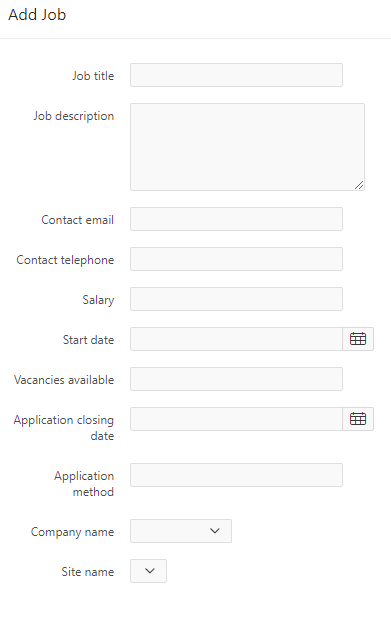 Add Job
Job title
Job description
Contact email
Contact telephone
Salary
Start date
Vacancies available
Application closing
date
Application
method
Company name
Site name